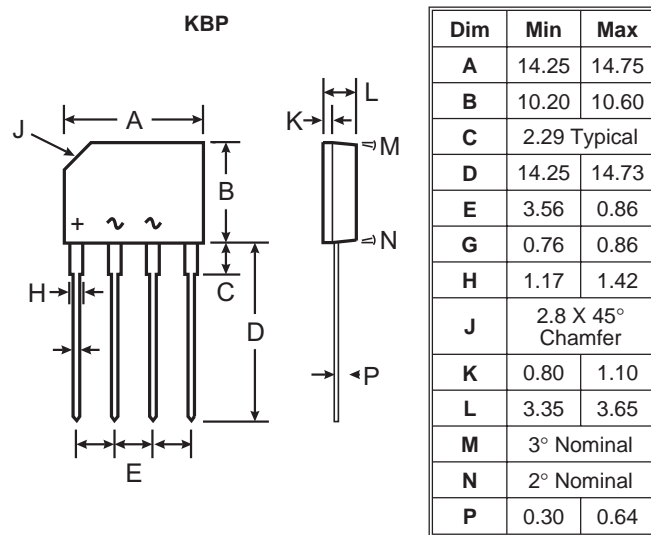 KBP
J
A
K
L
M
B
+ ∿ ∿
N
H
C
D
P
E
Dim Min Max
A 14.25 14.75
B 10.20 10.60
C 2.29 Typical
D 14.25 14.73
E 3.56 0.86
G 0.76 0.86
H 1.17 1.42
J 2.8 X 45°
Chamfer
K 0.80 1.10
L 3.35 3.65
M 3° Nominal
N 2° Nominal
P 0.30 0.64